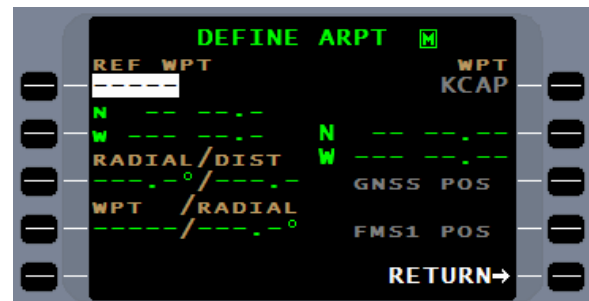 DEFINE ARPT M
REF WPT WPT
----- KCAP
N -- --.-
W --- --.- N -- --.--
RADIAL/DIST W --- --.--
---.-°/---.- GNSS POS
WPT /RADIAL
-----/---.-° FMS1 POS
RETURN→